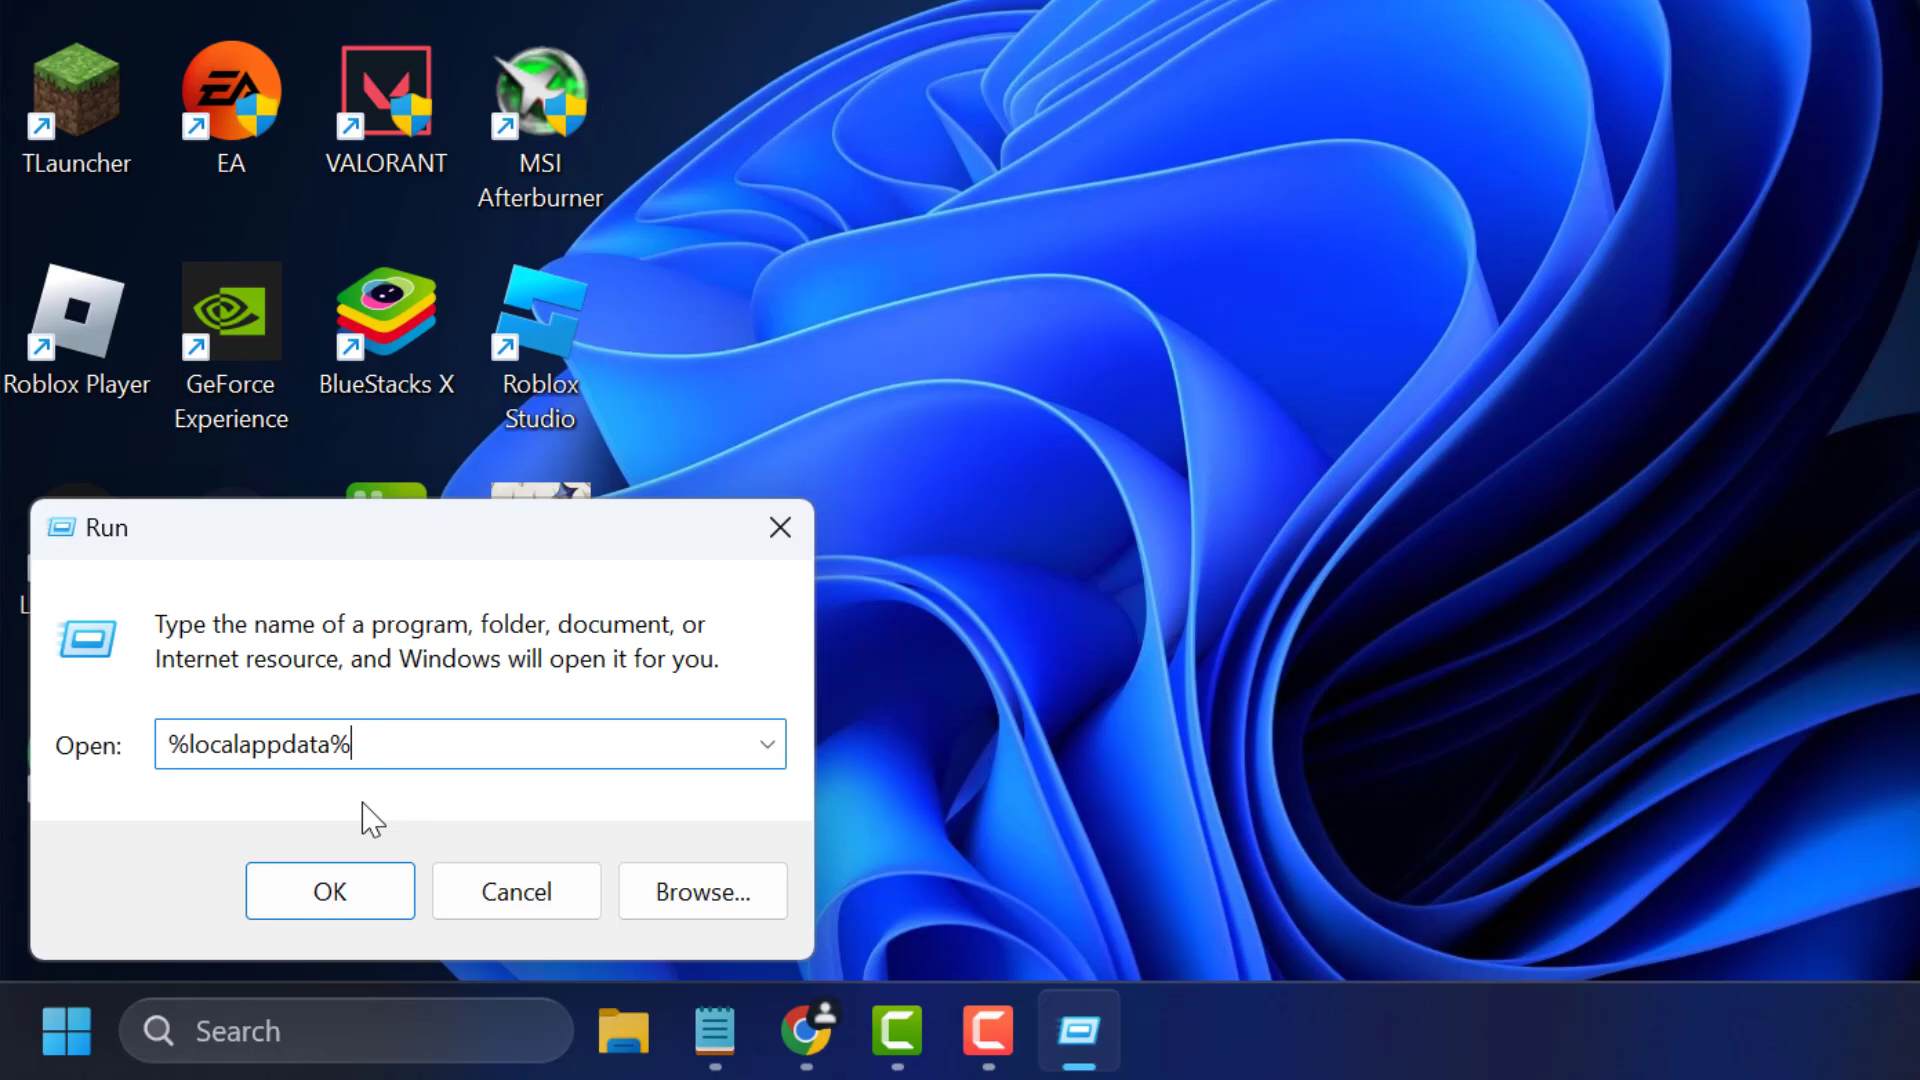 TLauncher
EA
VALORANT
MSI
Afterburner
Roblox Player
GeForce
Experience
BlueStacks X
Roblox
Studio
Run
Type the name of a program, folder, document, or
Internet resource, and Windows will open it for you.
Open:
%localappdata%
OK
Cancel
Browse...
Search